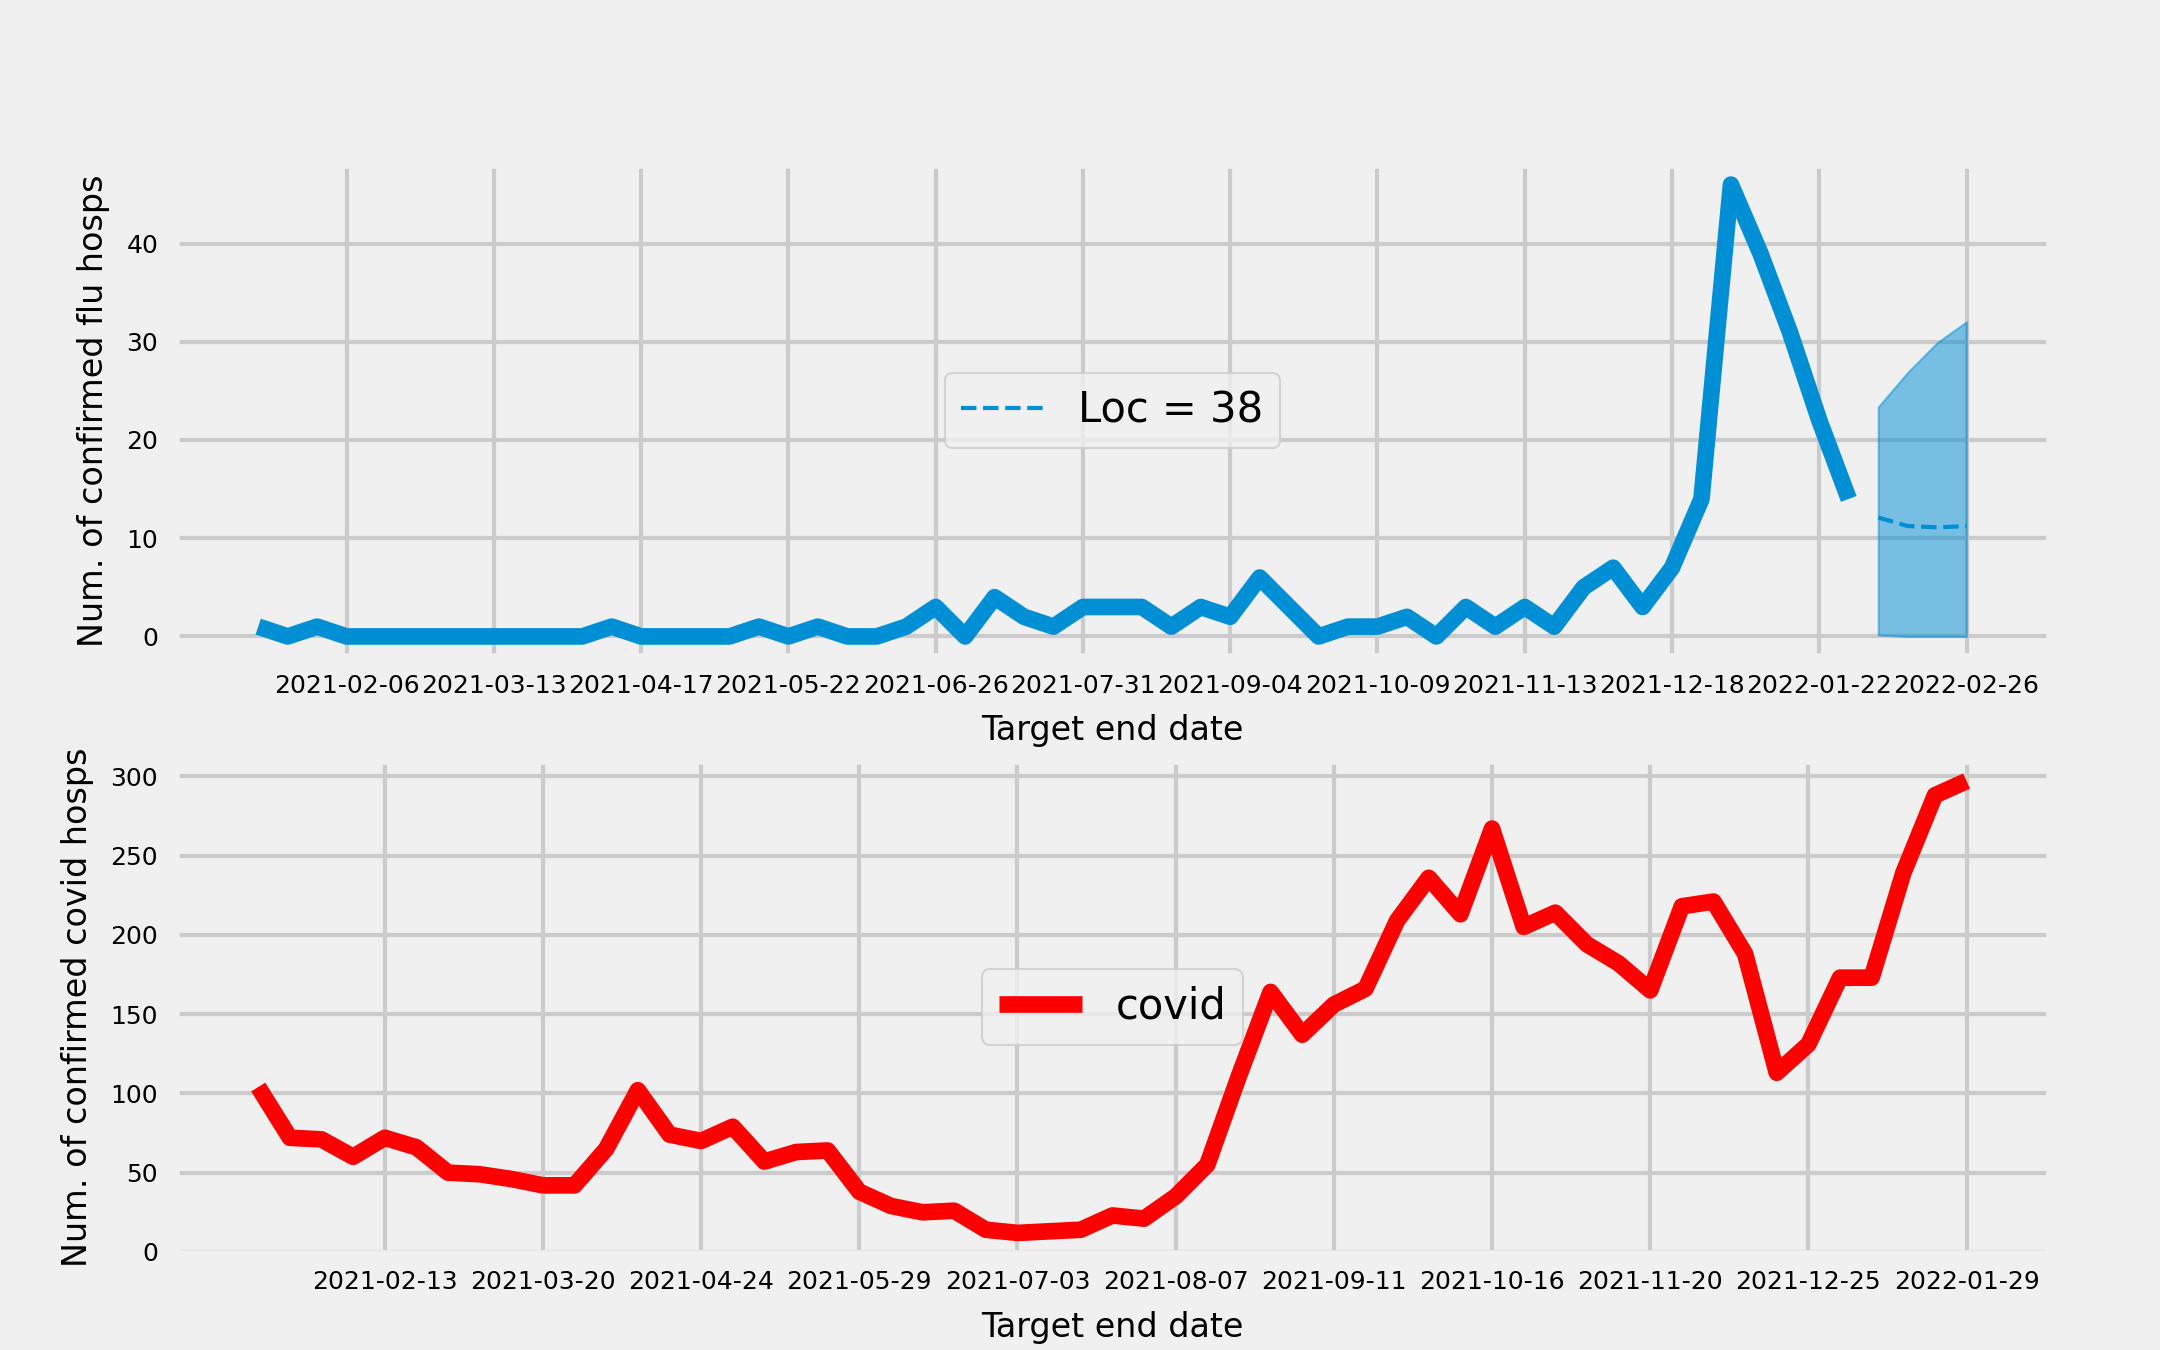 Num. of confirmed flu hosps
40
30
20
10
0
Loc = 38
2021-02-06 2021-03-13 2021-04-17 2021-05-22 2021-06-26 2021-07-31 2021-09-04 2021-10-09 2021-11-13 2021-12-18 2022-01-22 2022-02-26
Target end date
Num. of confirmed covid hosps
300
250
200
150
100
50
0
covid
2021-02-13 2021-03-20 2021-04-24 2021-05-29 2021-07-03 2021-08-07 2021-09-11 2021-10-16 2021-11-20 2021-12-25 2022-01-29
Target end date